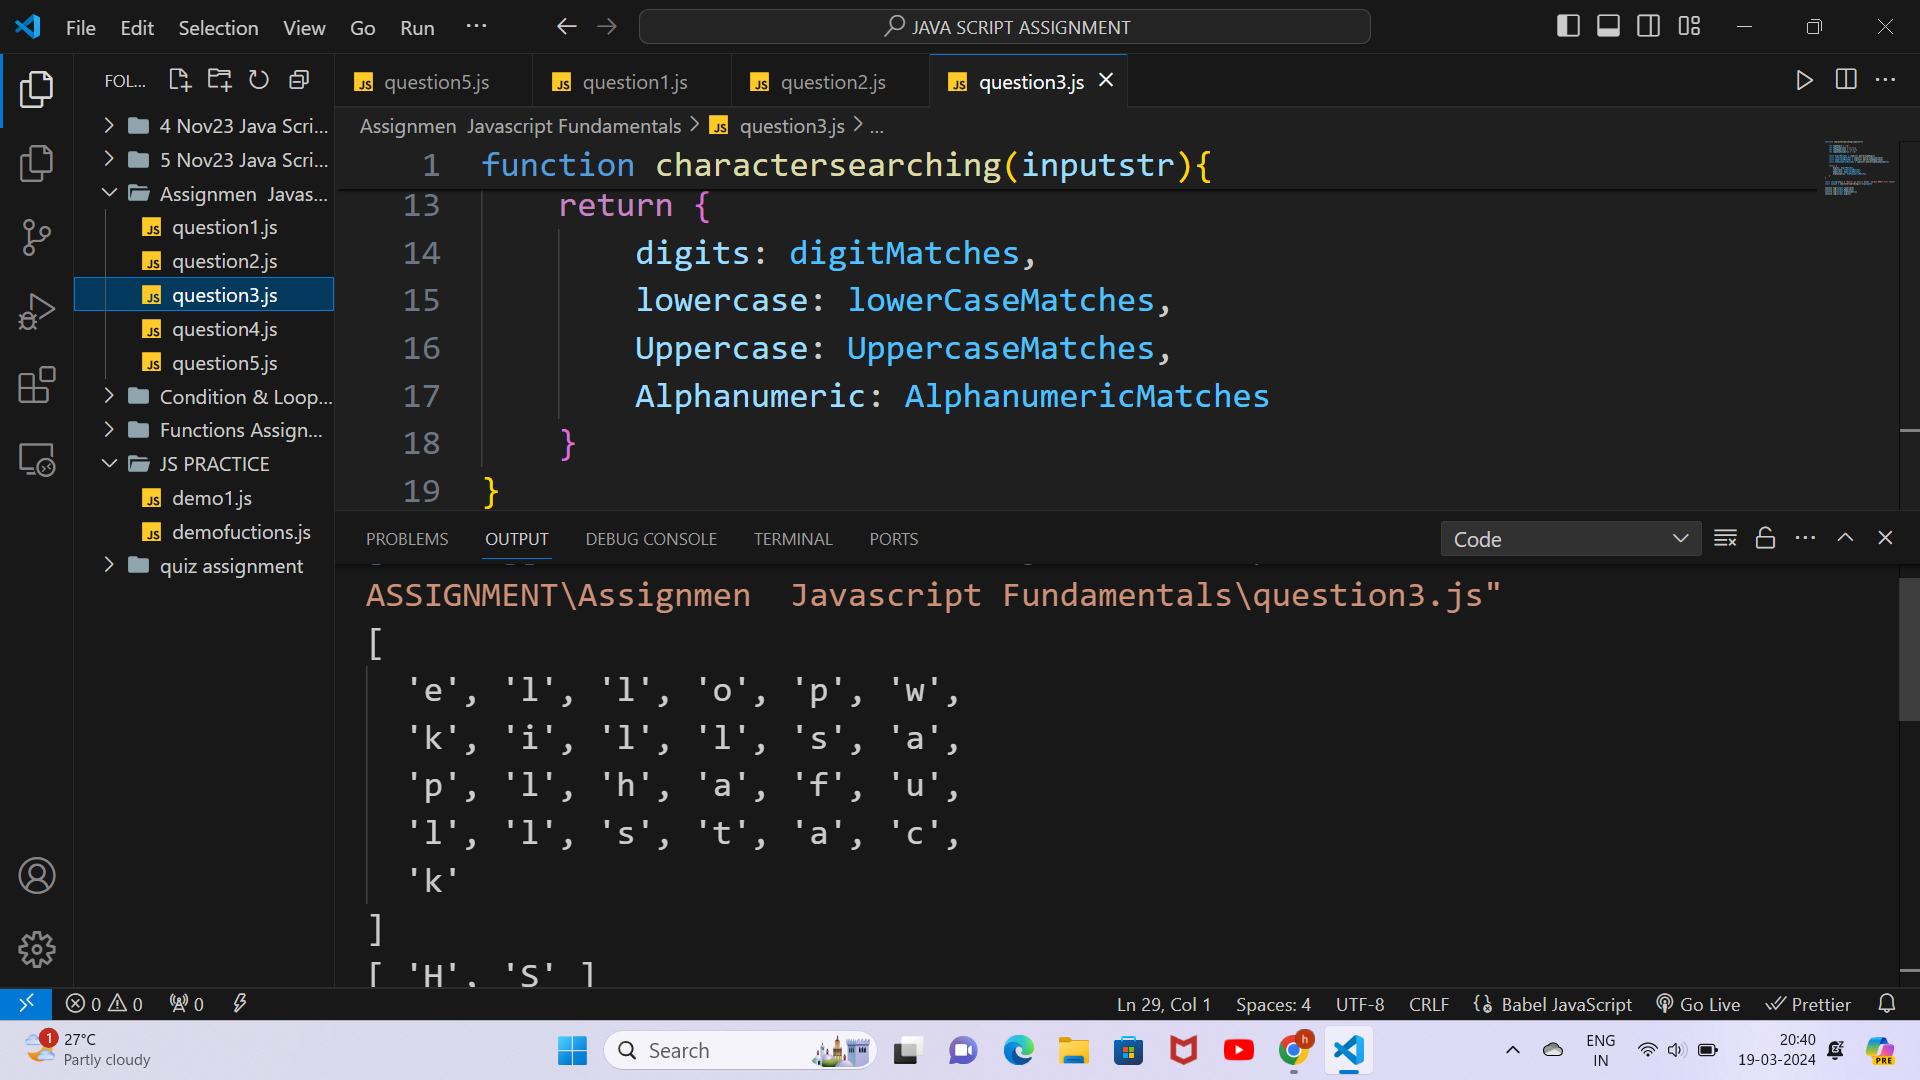 File Edit Selection View Go Run ··· JAVA SCRIPT ASSIGNMENT
FOL...
question5.js question1.js question2.js question3.js
Assignmen Javascript Fundamentals > question3.js > ...
4 Nov23 Java Scri...
5 Nov23 Java Scri...
Assignmen Javas...
question1.js
question2.js
question3.js
question4.js
question5.js
Condition & Loop...
Functions Assign...
JS PRACTICE
demo1.js
demofuctions.js
quiz assignment
1 function charactersearching(inputstr){
13 return {
14 digits: digitMatches,
15 lowercase: lowerCaseMatches,
16 Uppercase: UppercaseMatches,
17 Alphanumeric: AlphanumericMatches
18 }
19 }
PROBLEMS OUTPUT DEBUG CONSOLE TERMINAL PORTS Code
ASSIGNMENT\Assignmen  Javascript Fundamentals\question3.js"
[
'e', 'l', 'l', 'o', 'p', 'w',
'k', 'i', 'l', 'l', 's', 'a',
'p', 'l', 'h', 'a', 'f', 'u',
'l', 'l', 's', 't', 'a', 'c',
'k'
]
[ 'H', 'S' ]
0 0 0 Ln 29, Col 1 Spaces: 4 UTF-8 CRLF Babel JavaScript Go Live Prettier
1 27°C
Partly cloudy
Search
h
ENG
IN
20:40
19-03-2024
PRE